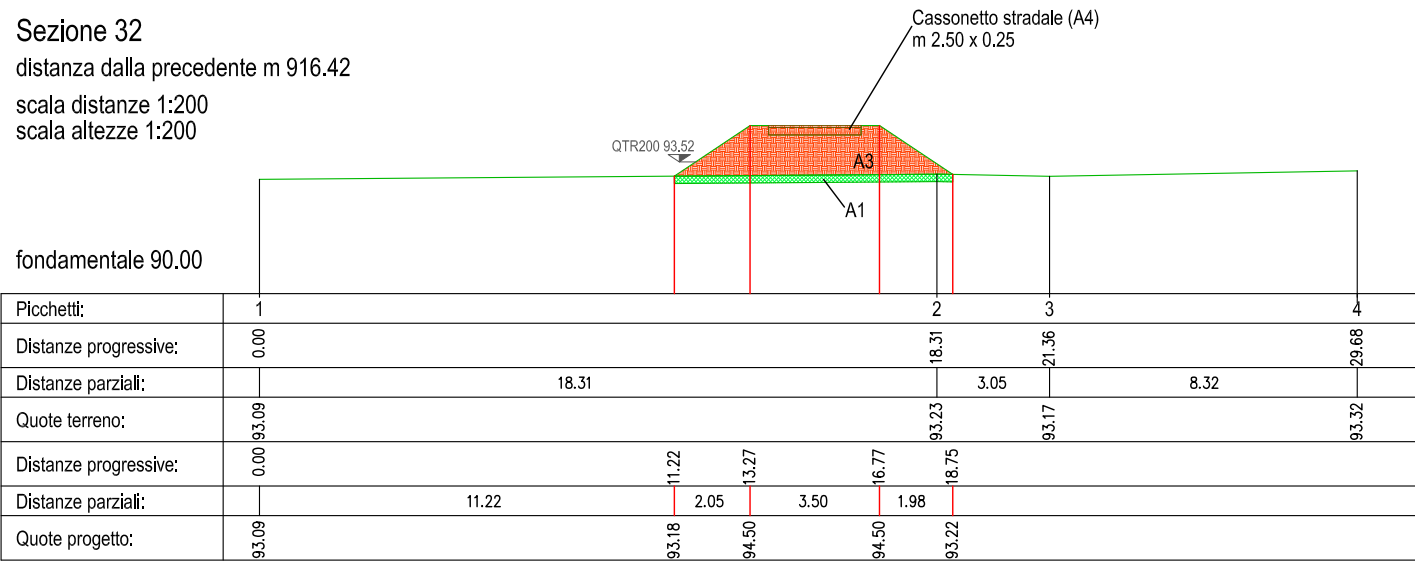 Sezione 32
distanza dalla precedente m 916.42
scala distanze 1:200
scala altezze 1:200
Cassonetto stradale (A4)
m 2.50 x 0.25
QTR200 93.52
A3
A1
fondamentale 90.00
Picchetti: 1 2 3 4
Distanze progressive: 0.00 18.31 21.36 29.68
Distanze parziali: 18.31 3.05 8.32
Quote terreno: 93.09 93.23 93.17 93.32
Distanze progressive: 0.00 11.22 13.27 16.77 18.75
Distanze parziali: 11.22 2.05 3.50 1.98
Quote progetto: 93.09 93.18 94.50 94.50 93.22